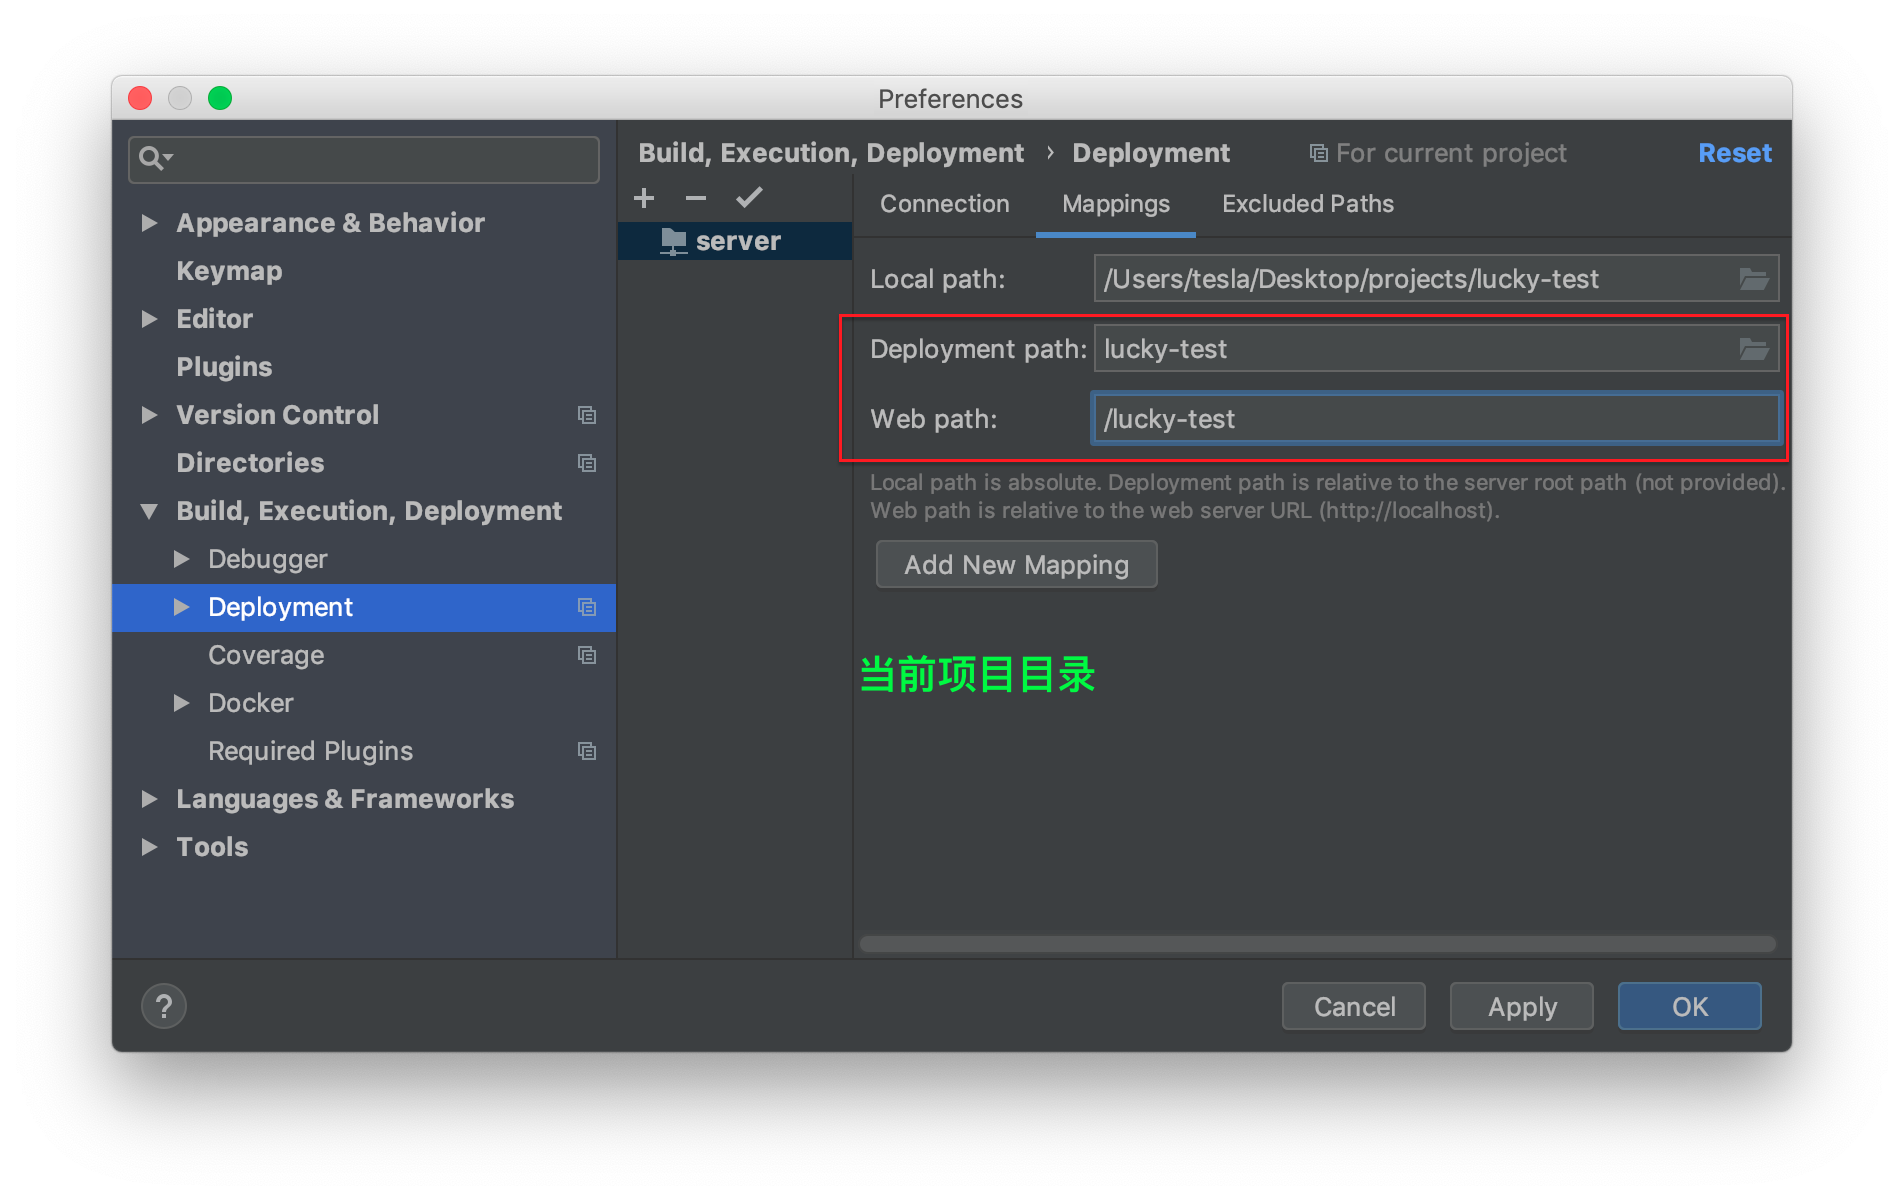 Preferences
Build, Execution, Deployment › Deployment For current project Reset
Appearance & Behavior
Keymap
Editor
Plugins
Version Control
Directories
Build, Execution, Deployment
Debugger
Deployment
Coverage
Docker
Required Plugins
Languages & Frameworks
Tools
server
Connection Mappings Excluded Paths
Local path: /Users/tesla/Desktop/projects/lucky-test
Deployment path: lucky-test
Web path: /lucky-test
Local path is absolute. Deployment path is relative to the server root path (not provided).
Web path is relative to the web server URL (http://localhost).
Add New Mapping
当前项目目录
? Cancel Apply OK